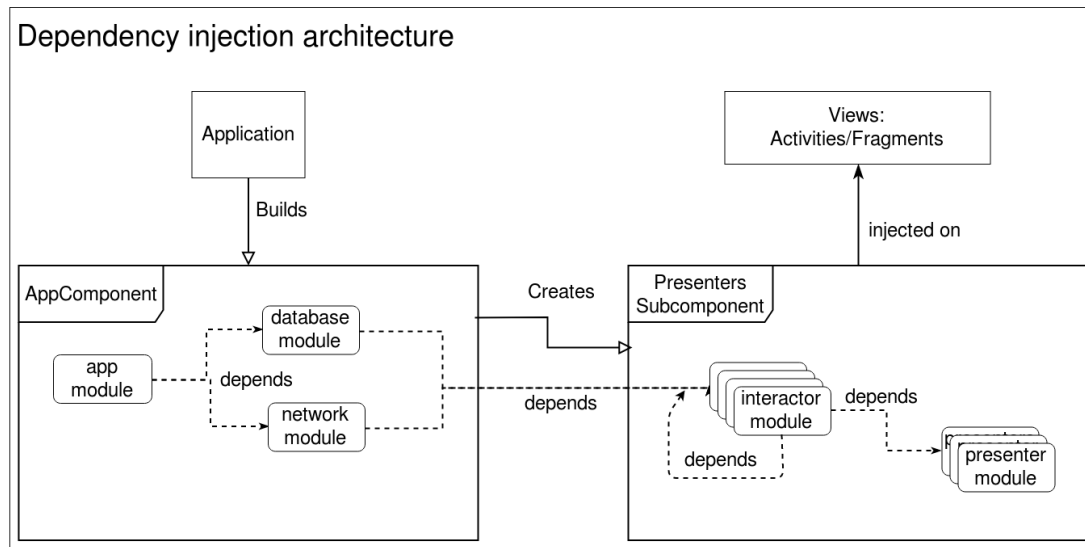 Dependency injection architecture
Application
Views:
Activities/Fragments
Builds
injected on
AppComponent
Creates
Presenters
Subcomponent
database
module
app
module
depends
network
module
depends
interactor
module
depends
depends
presenter
module